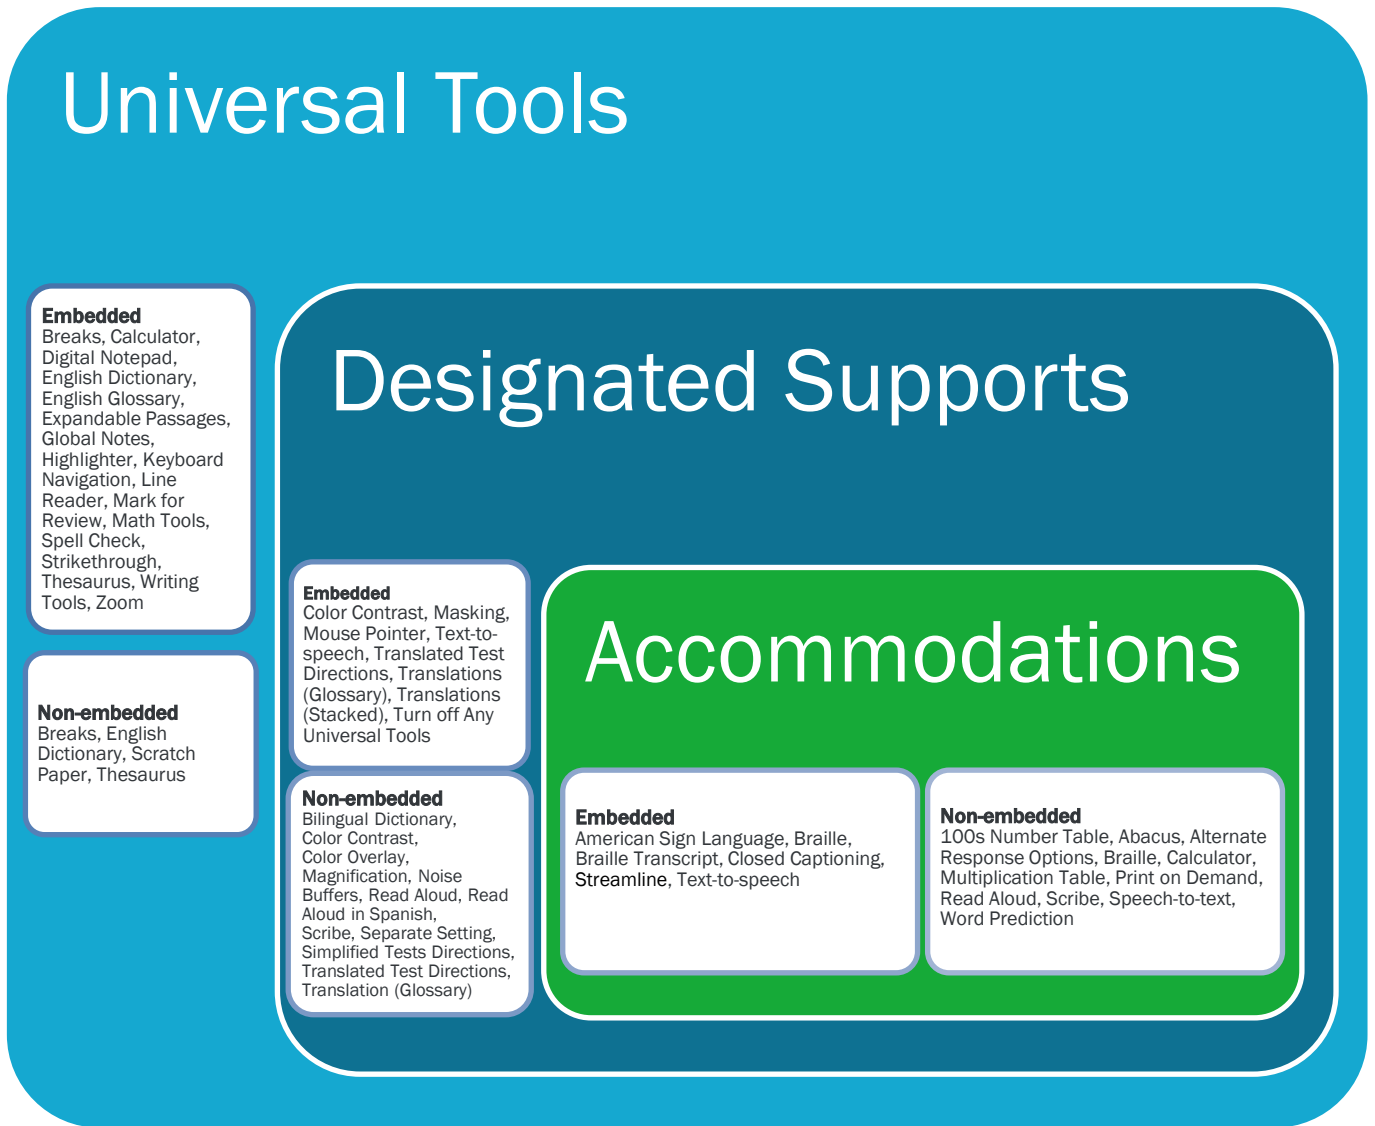 Universal Tools
Embedded
Breaks, Calculator,
Digital Notepad,
English Dictionary,
English Glossary,
Expandable Passages,
Global Notes,
Highlighter, Keyboard
Navigation, Line
Reader, Mark for
Review, Math Tools,
Spell Check,
Strikethrough,
Thesaurus, Writing
Tools, Zoom
Non-embedded
Breaks, English
Dictionary, Scratch
Paper, Thesaurus
Designated Supports
Embedded
Color Contrast, Masking,
Mouse Pointer, Text-to-
speech, Translated Test
Directions, Translations
(Glossary), Translations
(Stacked), Turn off Any
Universal Tools
Non-embedded
Bilingual Dictionary,
Color Contrast,
Color Overlay,
Magnification, Noise
Buffers, Read Aloud, Read
Aloud in Spanish,
Scribe, Separate Setting,
Simplified Tests Directions,
Translated Test Directions,
Translation (Glossary)
Accommodations
Embedded
American Sign Language, Braille,
Braille Transcript, Closed Captioning,
Streamline, Text-to-speech
Non-embedded
100s Number Table, Abacus, Alternate
Response Options, Braille, Calculator,
Multiplication Table, Print on Demand,
Read Aloud, Scribe, Speech-to-text,
Word Prediction